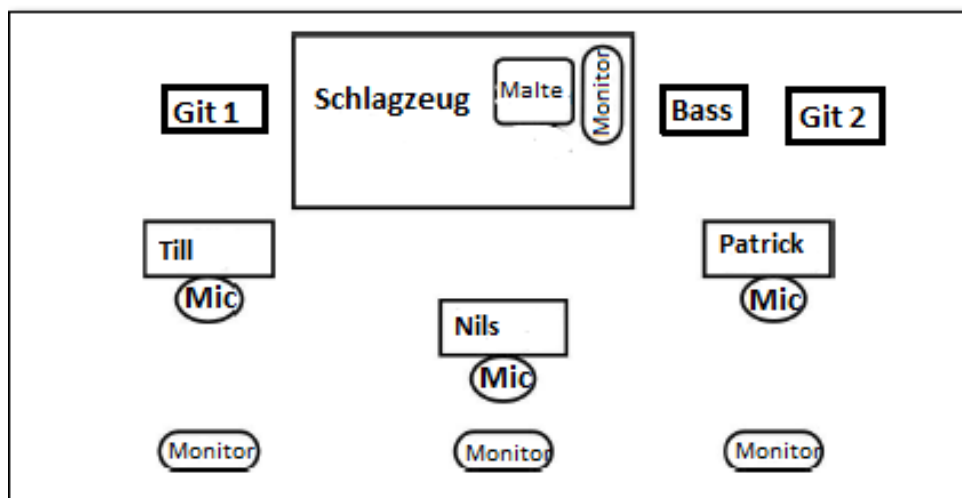 Git 1
Schlagzeug
Malte
Monitor
Bass
Git 2
Till
Mic
Patrick
Mic
Nils
Mic
Monitor
Monitor
Monitor